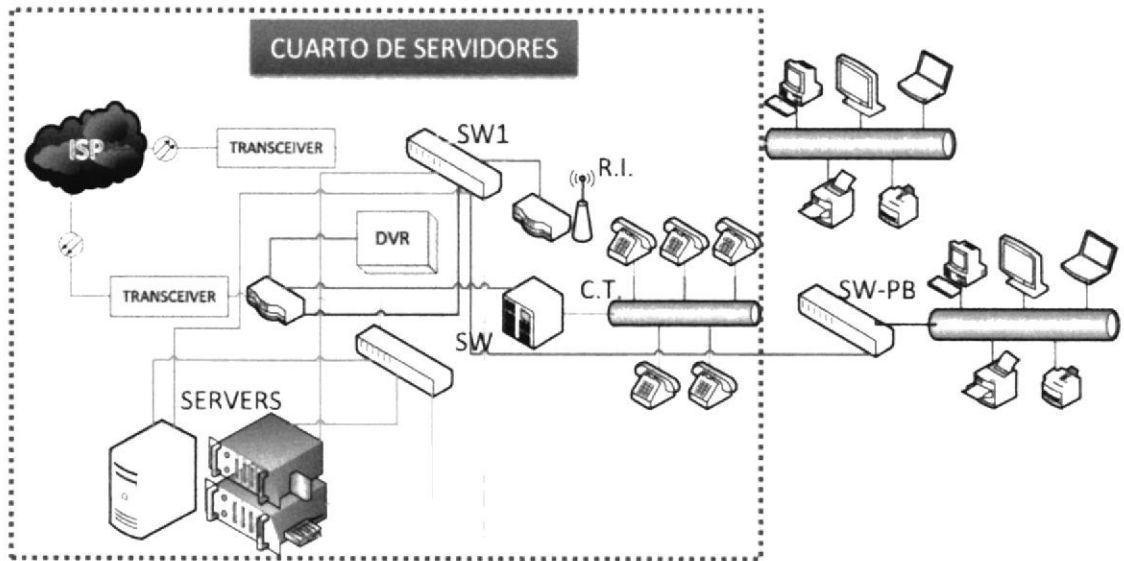 CUARTO DE SERVIDORES
SW1
ISP
TRANSCEIVER
R.I.
DVR
TRANSCEIVER
C.T.
SW-PB
SW
SERVERS